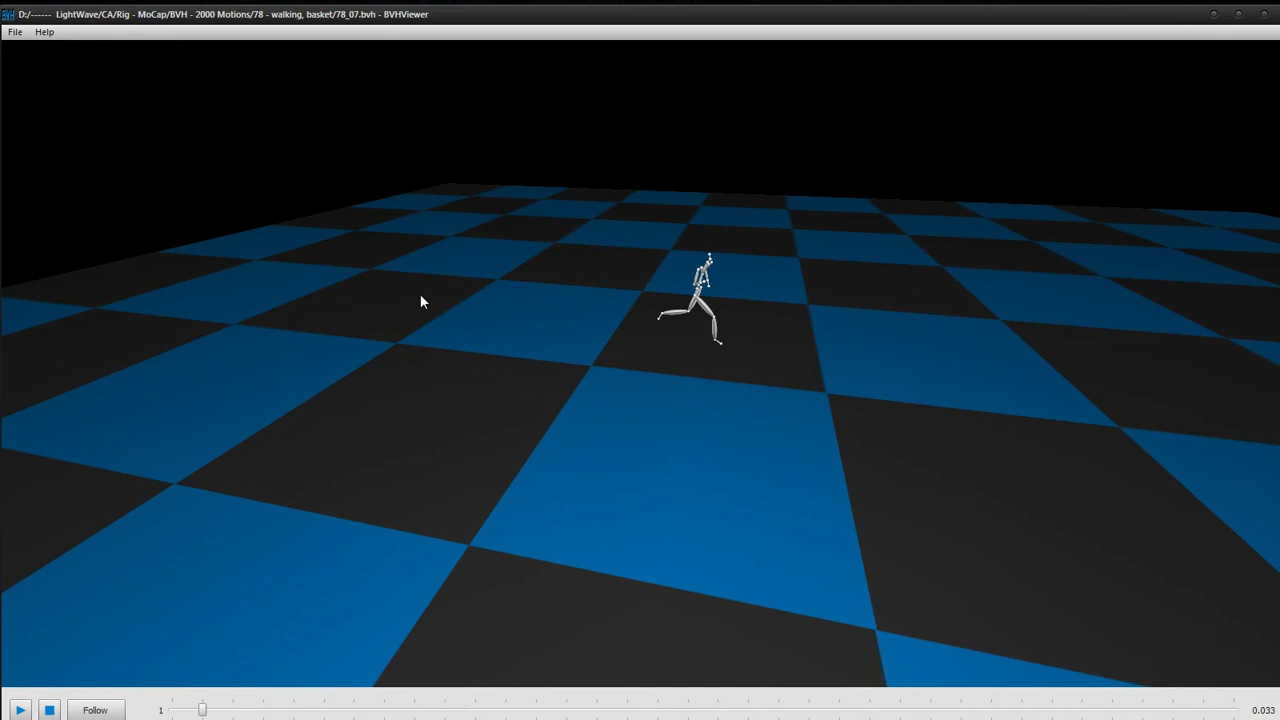 BVH D:/------ LightWave/CA/Rig - MoCap/BVH - 2000 Motions/78 - walking, basket/78_07.bvh - BVHViewer
File Help
Follow 1 0.033